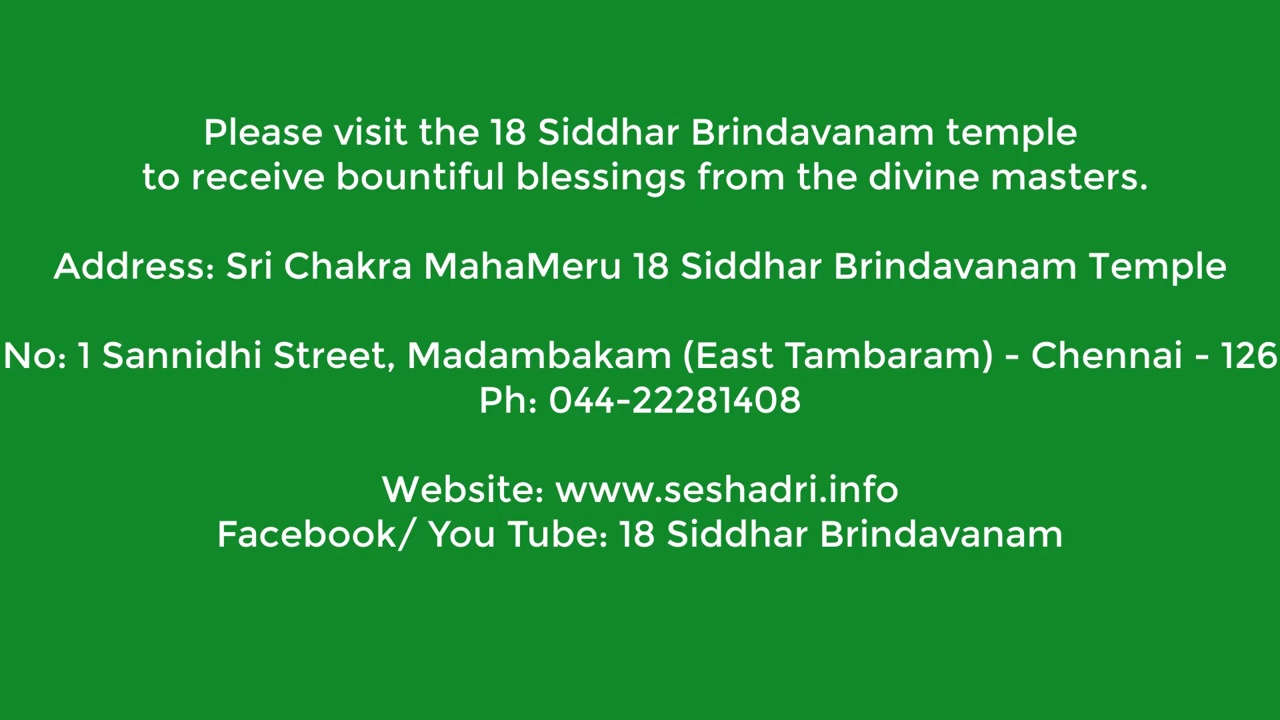 Please visit the 18 Siddhar Brindavanam temple
to receive bountiful blessings from the divine masters.
Address: Sri Chakra MahaMeru 18 Siddhar Brindavanam Temple
No: 1 Sannidhi Street, Madambakam (East Tambaram) - Chennai - 126
Ph: 044-22281408
Website: www.seshadri.info
Facebook/ You Tube: 18 Siddhar Brindavanam